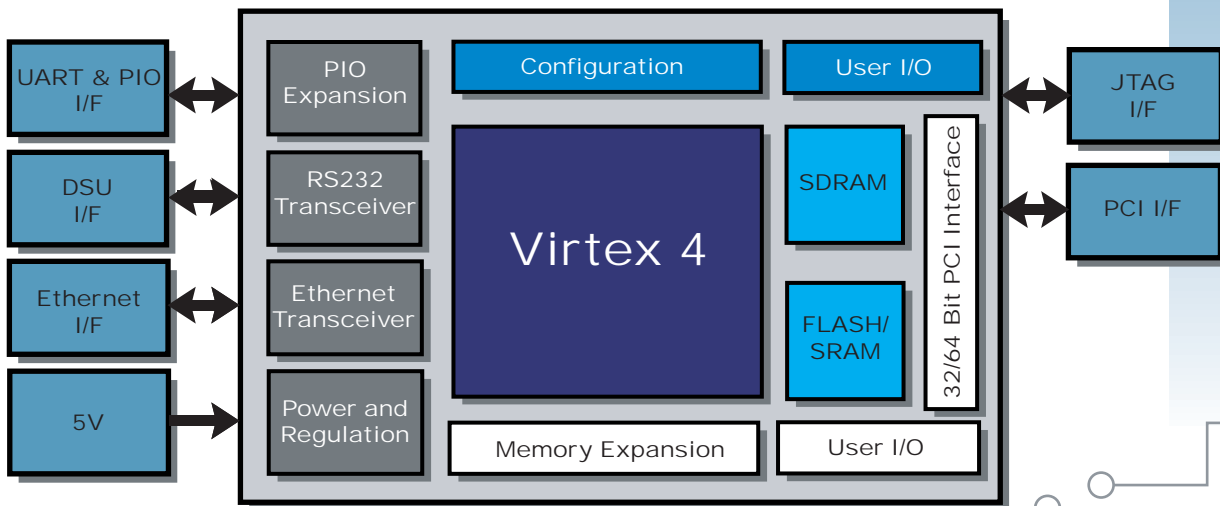 UART & PIO
I/F
DSU
I/F
Ethernet
I/F
5V
PIO
Expansion
RS232
Transceiver
Ethernet
Transceiver
Power and
Regulation
Configuration
User I/O
Virtex 4
SDRAM
FLASH/
SRAM
32/64 Bit PCI Interface
Memory Expansion
User I/O
JTAG
I/F
PCI I/F